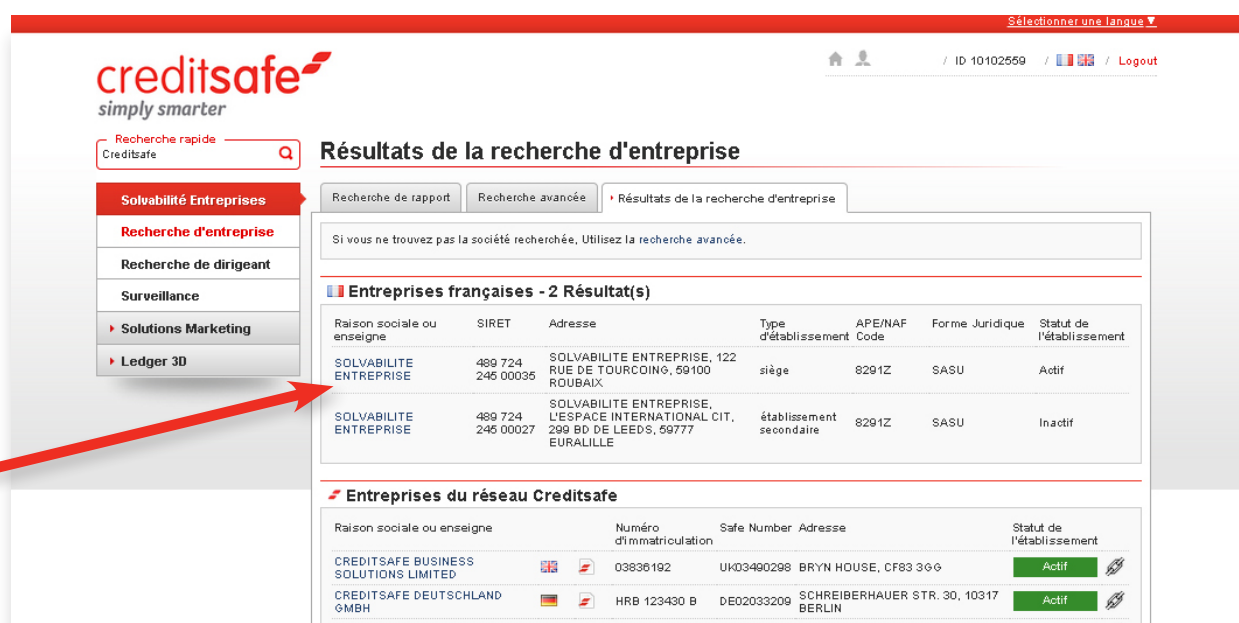 Sélectionner une langue ▼
creditsafe
simply smarter
/ ID 10102559 / / Logout
Recherche rapide
Creditsafe
Résultats de la recherche d'entreprise
Solvabilité Entreprises
Recherche d'entreprise
Recherche de dirigeant
Surveillance
Solutions Marketing
Ledger 3D
Recherche de rapport
Recherche avancée
Résultats de la recherche d'entreprise
Si vous ne trouvez pas la société recherchée, Utilisez la recherche avancée.
Entreprises françaises - 2 Résultat(s)
Raison sociale ou
enseigne
SIRET
Adresse
Type
d'établissement
APE/NAF
Code
Forme Juridique
Statut de
l'établissement
SOLVABILITE
ENTREPRISE
489 724
245 00035
SOLVABILITE ENTREPRISE, 122
RUE DE TOURCOING, 59100
ROUBAIX
siège
8291Z
SASU
Actif
SOLVABILITE
ENTREPRISE
489 724
245 00027
SOLVABILITE ENTREPRISE,
L'ESPACE INTERNATIONAL CIT,
299 BD DE LEEDS, 59777
EURALILLE
établissement
secondaire
8291Z
SASU
Inactif
Entreprises du réseau Creditsafe
Raison sociale ou enseigne
Numéro
d'immatriculation
Safe Number
Adresse
Statut de
l'établissement
CREDITSAFE BUSINESS
SOLUTIONS LIMITED
03836192
UK03490298
BRYN HOUSE, CF83 3GG
Actif
CREDITSAFE DEUTSCHLAND
GMBH
HRB 123430 B
DE02033209
SCHREIBERHAUER STR. 30, 10317
BERLIN
Actif